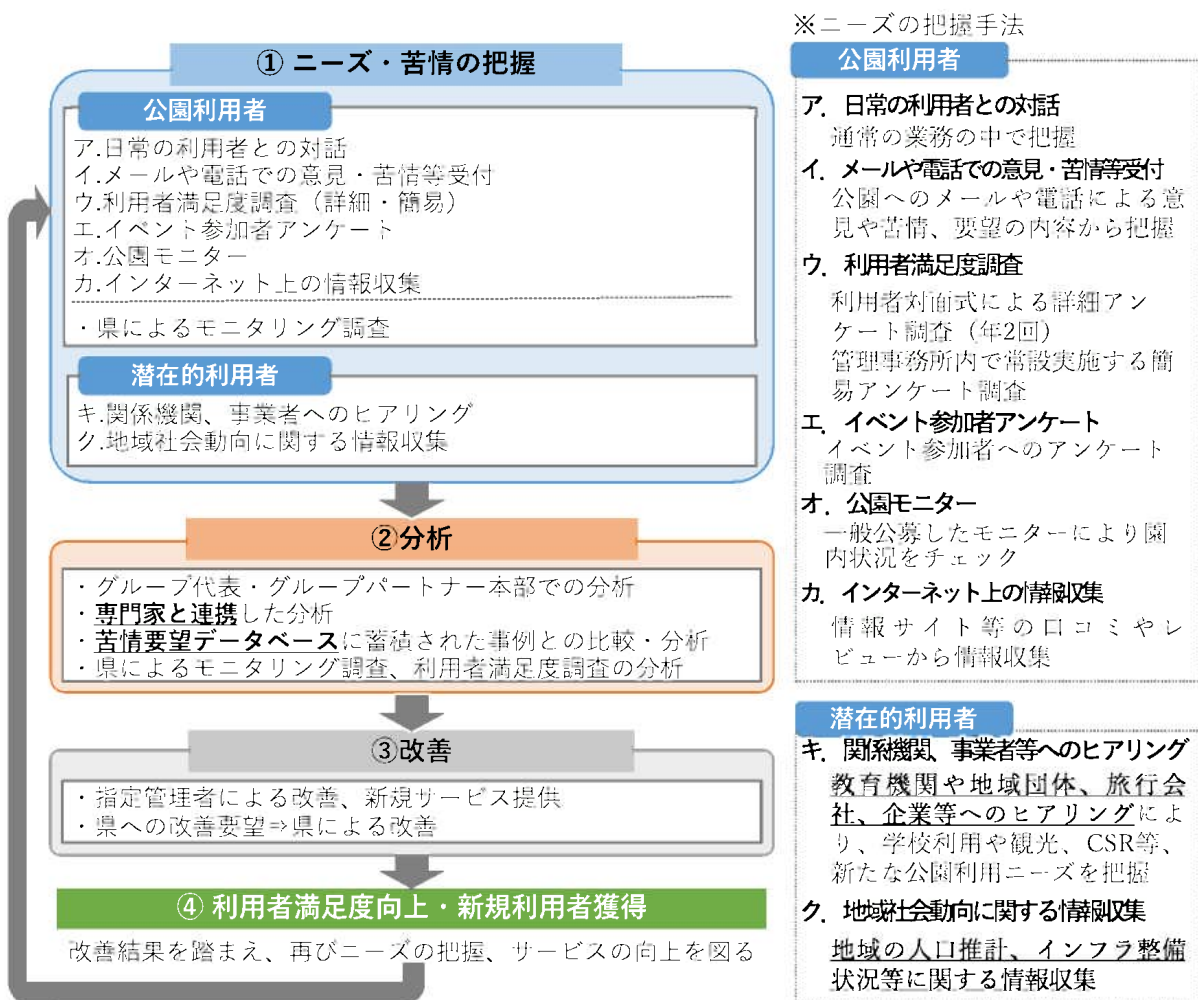 ① ニーズ・苦情の把握
公園利用者
ア.日常の利用者との対話
イ.メールや電話での意見・苦情等受付
ウ.利用者満足度調査（詳細・簡易）
エ.イベント参加者アンケート
オ.公園モニター
カ.インターネット上の情報収集
・県によるモニタリング調査
潜在的利用者
キ.関係機関、事業者へのヒアリング
ク.地域社会動向に関する情報収集
②分析
・グループ代表・グループパートナー本部での分析
・専門家と連携した分析
・苦情要望データベースに蓄積された事例との比較・分析
・県によるモニタリング調査、利用者満足度調査の分析
③改善
・指定管理者による改善、新規サービス提供
・県への改善要望⇒県による改善
④ 利用者満足度向上・新規利用者獲得
改善結果を踏まえ、再びニーズの把握、サービスの向上を図る
※ニーズの把握手法
公園利用者
ア．日常の利用者との対話
通常の業務の中で把握
イ．メールや電話での意見・苦情等受付
公園へのメールや電話による意
見や苦情、要望の内容から把握
ウ．利用者満足度調査
利用者対面式による詳細アン
ケート調査（年2回）
管理事務所内で常設実施する簡
易アンケート調査
エ．イベント参加者アンケート
イベント参加者へのアンケート
調査
オ．公園モニター
一般公募したモニターにより園
内状況をチェック
カ．インターネット上の情報収集
情報サイト等の口コミやレ
ビューから情報収集
潜在的利用者
キ．関係機関、事業者等へのヒアリング
教育機関や地域団体、旅行会
社、企業等へのヒアリングによ
り、学校利用や観光、CSR等、
新たな公園利用ニーズを把握
ク．地域社会動向に関する情報収集
地域の人口推計、インフラ整備
状況等に関する情報収集